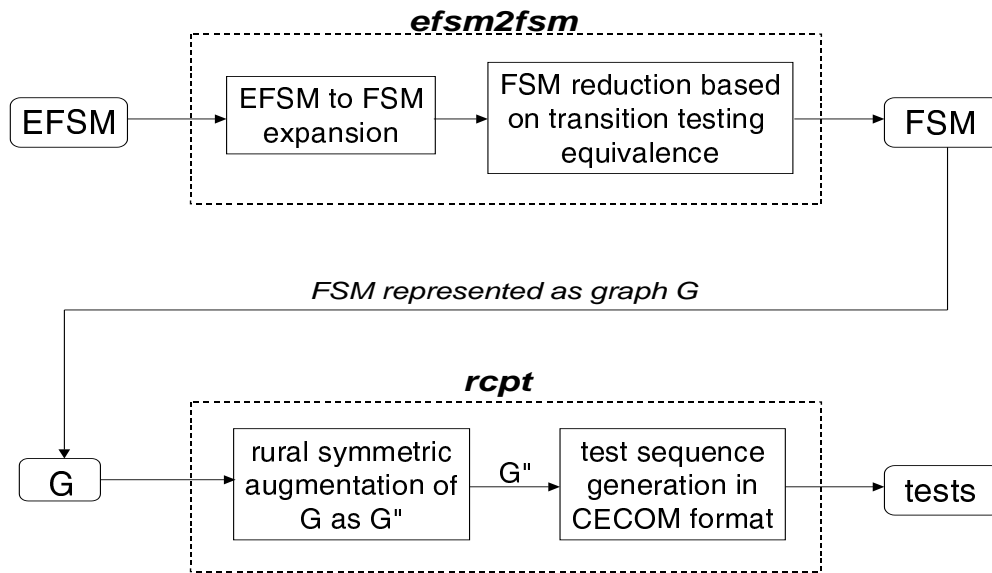 efsm2fsm
EFSM
EFSM to FSM
expansion
FSM reduction based
on transition testing
equivalence
FSM
FSM represented as graph G
rcpt
G
rural symmetric
augmentation of
G as G"
G"
test sequence
generation in
CECOM format
tests